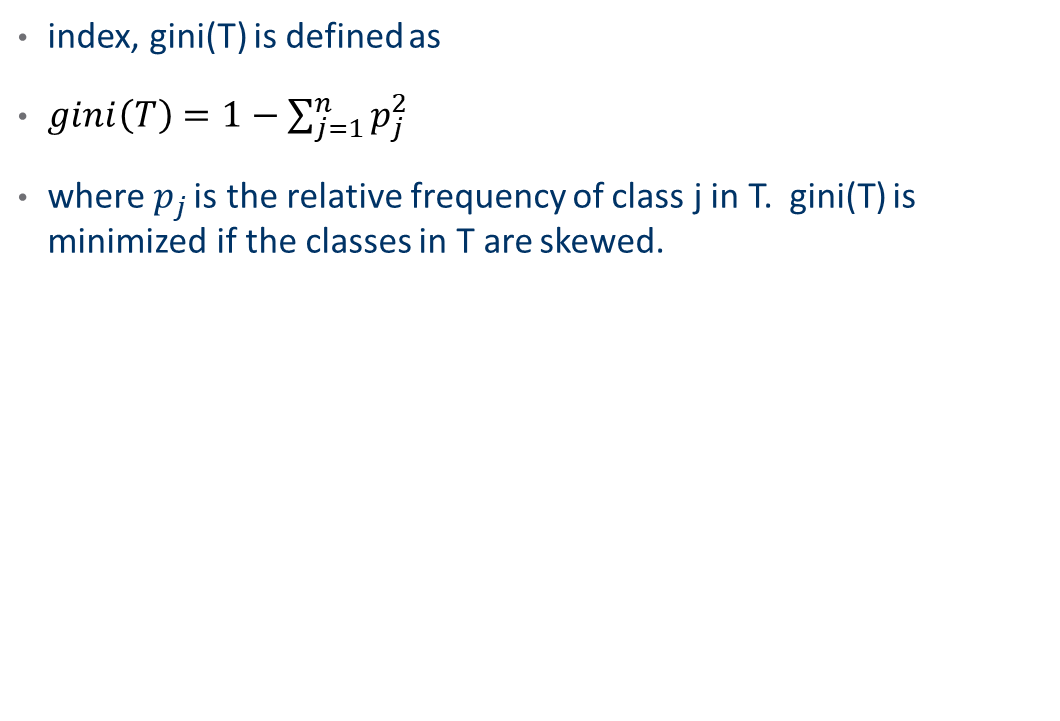 • index, gini(T) is defined as
• gini(T) = 1 − ∑ⁿⱼ₌₁ pⱼ²
• where pⱼ is the relative frequency of class j in T. gini(T) is
minimized if the classes in T are skewed.